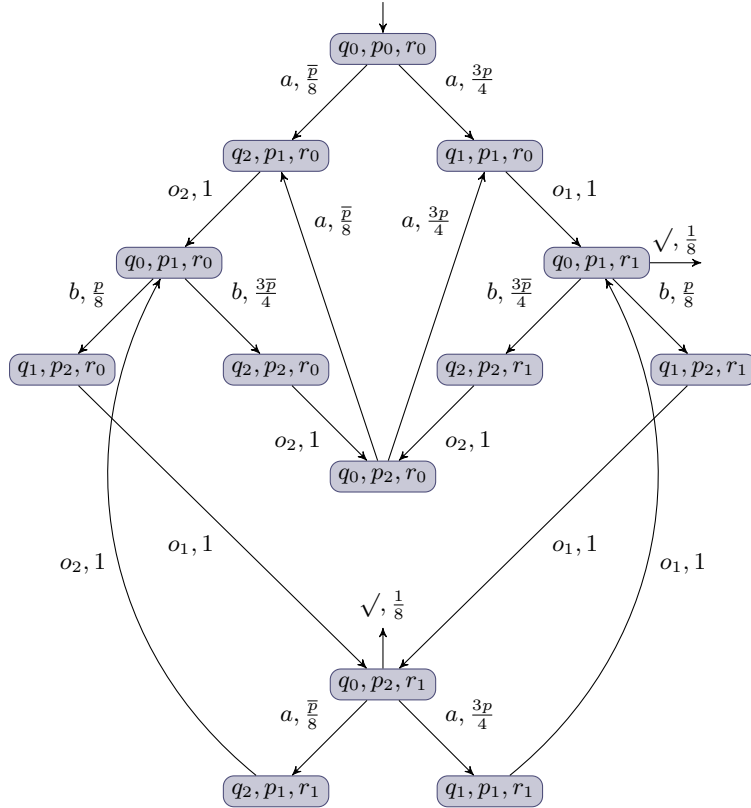 q₀, p₀, r₀
a, p̅/8
a, 3p/4
q₂, p₁, r₀
q₁, p₁, r₀
o₂, 1
a, p̅/8
a, 3p/4
o₁, 1
q₀, p₁, r₀
q₀, p₁, r₁
√, 1/8
b, p/8
b, 3p̅/4
b, 3p̅/4
b, p/8
q₁, p₂, r₀
q₂, p₂, r₀
q₂, p₂, r₁
q₁, p₂, r₁
o₂, 1
o₂, 1
q₀, p₂, r₀
o₂, 1
o₁, 1
o₁, 1
o₁, 1
√, 1/8
q₀, p₂, r₁
a, p̅/8
a, 3p/4
q₂, p₁, r₁
q₁, p₁, r₁